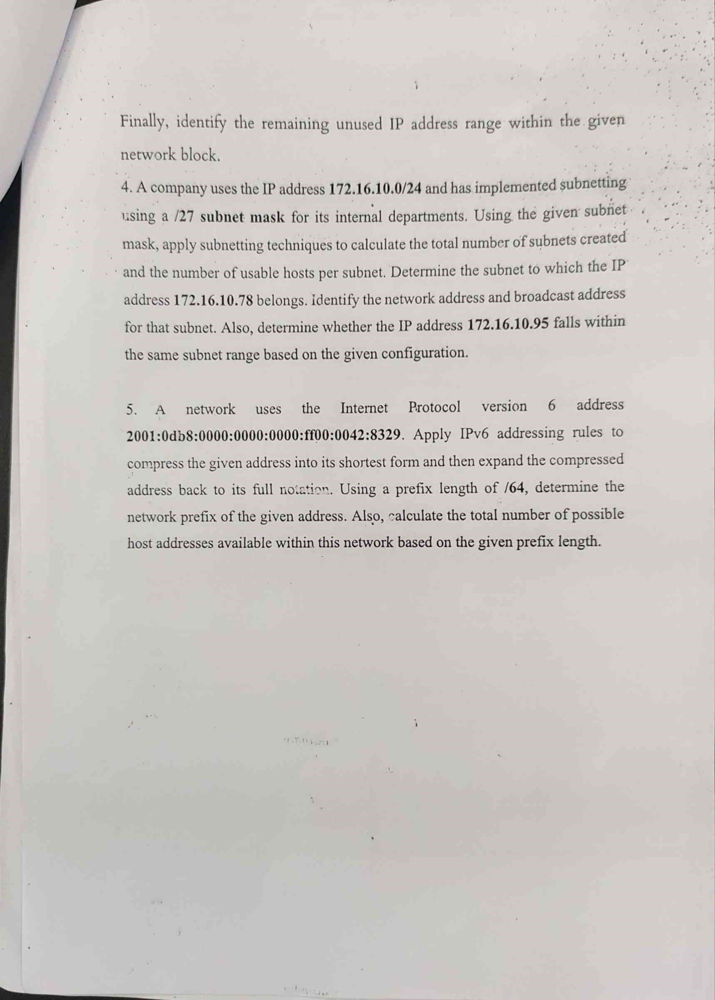 Finally, identify the remaining unused IP address range within the given
network block.
4. A company uses the IP address 172.16.10.0/24 and has implemented subnetting
using a /27 subnet mask for its internal departments. Using the given subnet
mask, apply subnetting techniques to calculate the total number of subnets created
and the number of usable hosts per subnet. Determine the subnet to which the IP
address 172.16.10.78 belongs. Identify the network address and broadcast address
for that subnet. Also, determine whether the IP address 172.16.10.95 falls within
the same subnet range based on the given configuration.
5. A network uses the Internet Protocol version 6 address
2001:0db8:0000:0000:0000:ff00:0042:8329. Apply IPv6 addressing rules to
compress the given address into its shortest form and then expand the compressed
address back to its full notation. Using a prefix length of /64, determine the
network prefix of the given address. Also, calculate the total number of possible
host addresses available within this network based on the given prefix length.